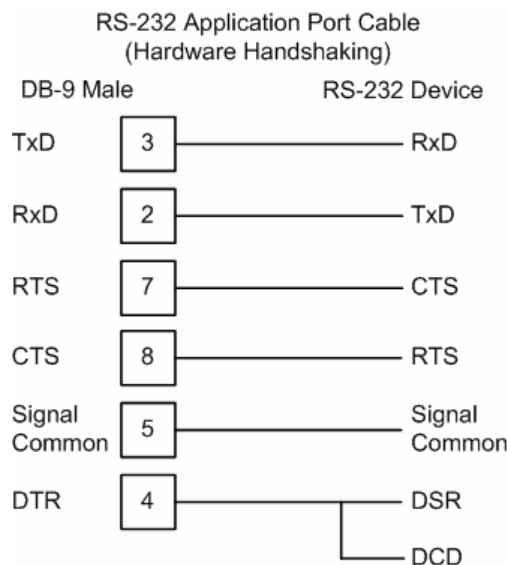 RS-232 Application Port Cable
(Hardware Handshaking)
DB-9 Male RS-232 Device
TxD 3 RxD
RxD 2 TxD
RTS 7 CTS
CTS 8 RTS
Signal Common 5 Signal Common
DTR 4 DSR
DCD